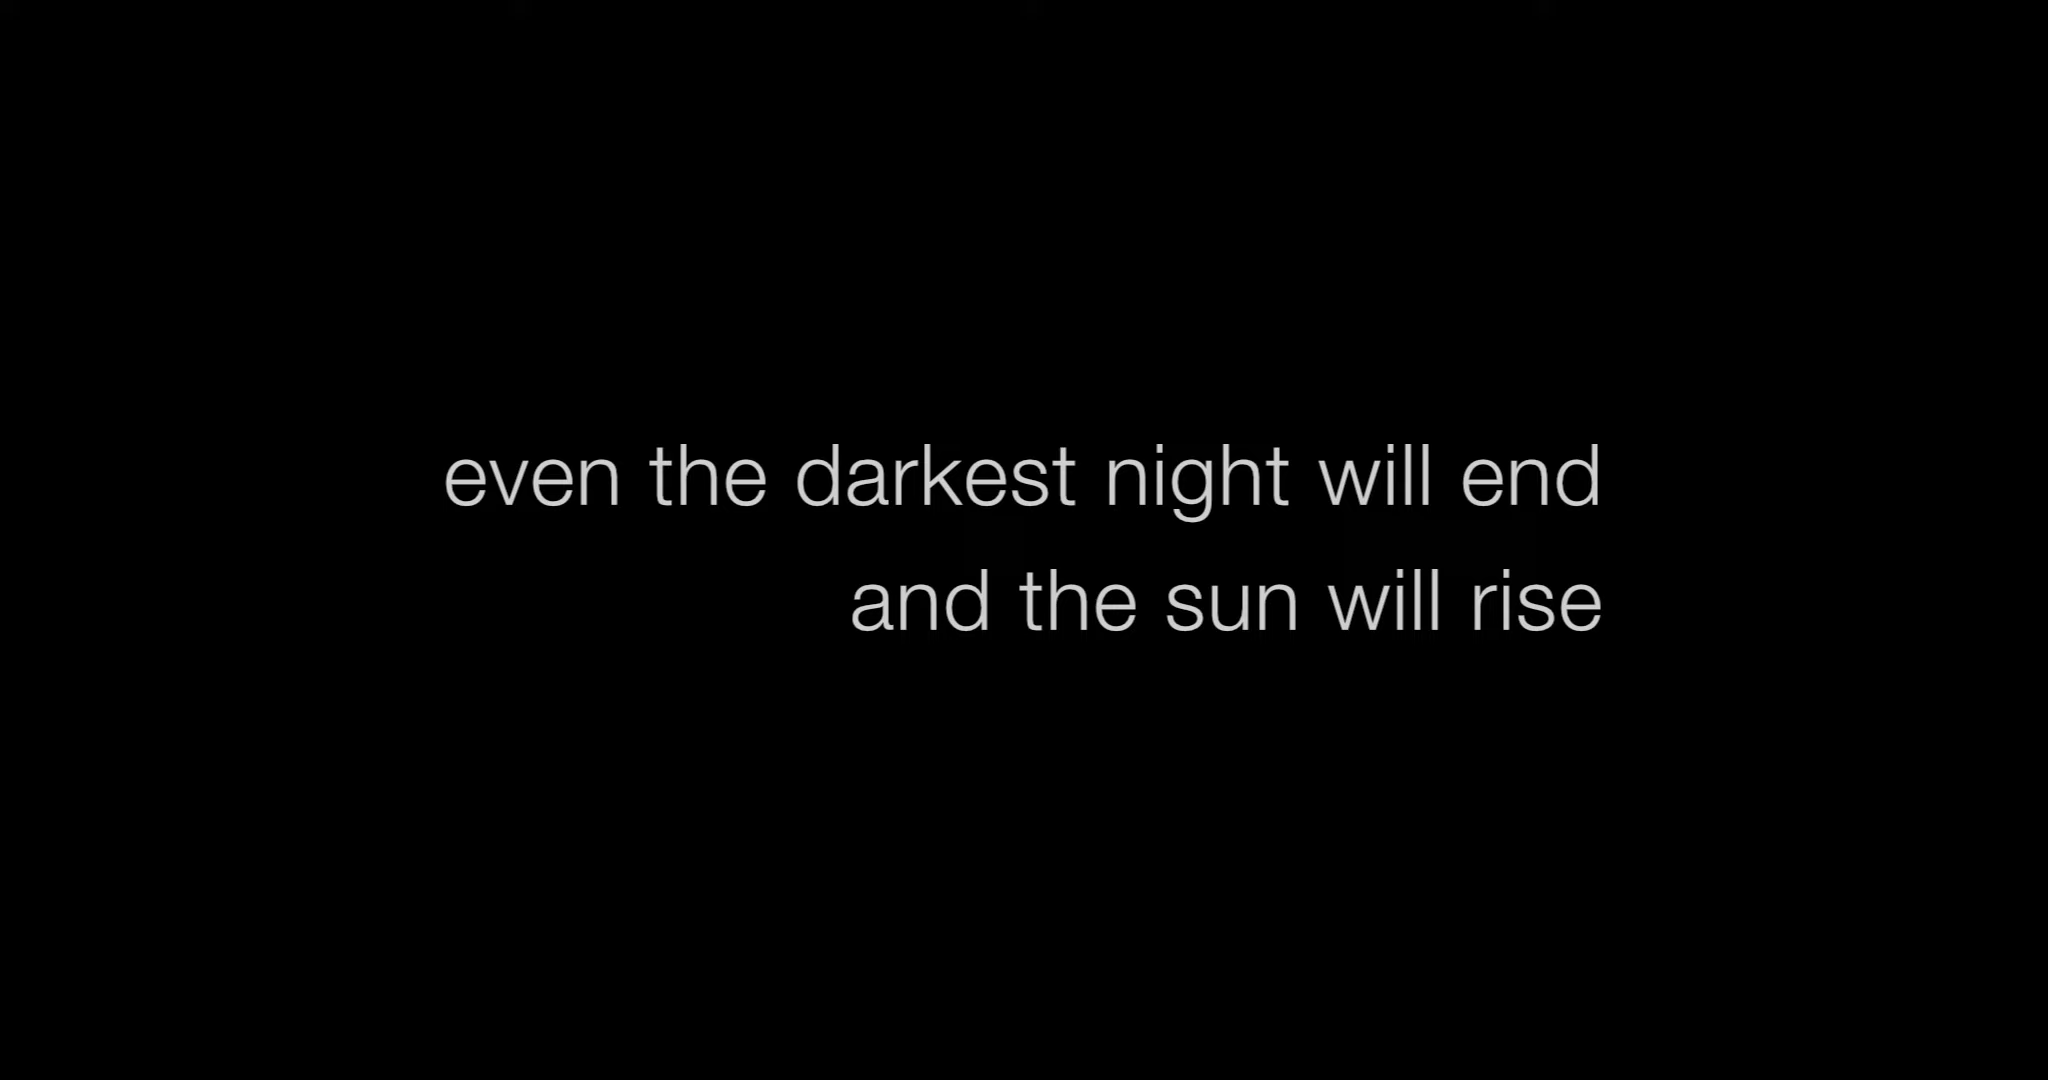 even the darkest night will end
and the sun will rise